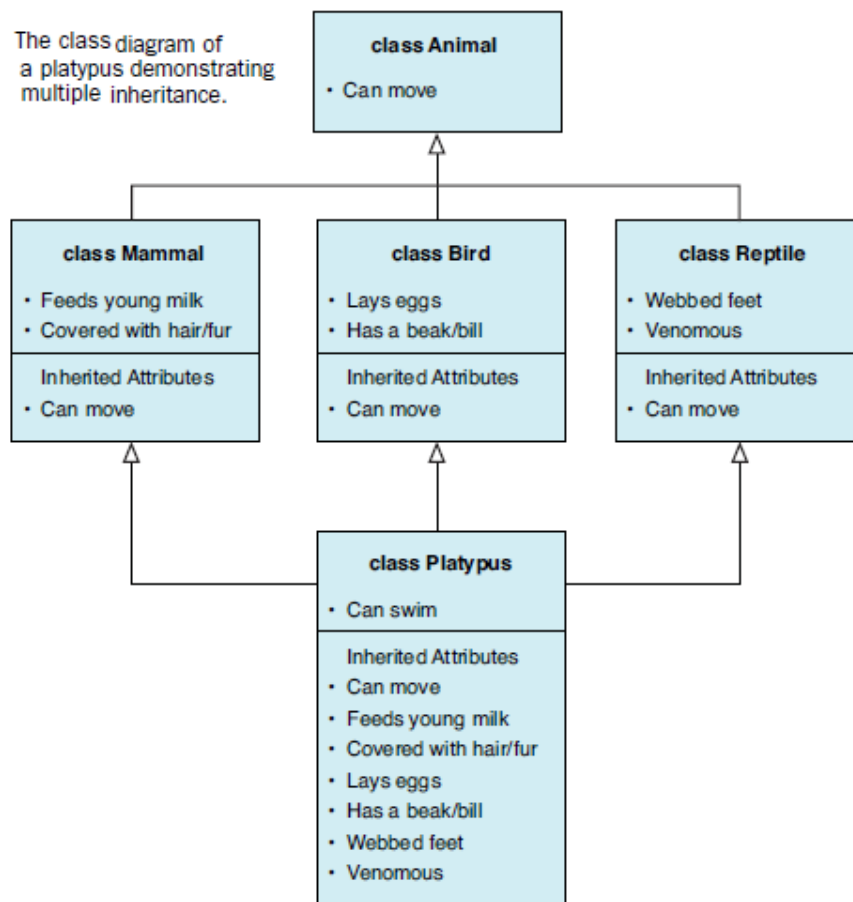 The class diagram of
a platypus demonstrating
multiple inheritance.
class Animal
• Can move
class Mammal
• Feeds young milk
• Covered with hair/fur
Inherited Attributes
• Can move
class Bird
• Lays eggs
• Has a beak/bill
Inherited Attributes
• Can move
class Reptile
• Webbed feet
• Venomous
Inherited Attributes
• Can move
class Platypus
• Can swim
Inherited Attributes
• Can move
• Feeds young milk
• Covered with hair/fur
• Lays eggs
• Has a beak/bill
• Webbed feet
• Venomous